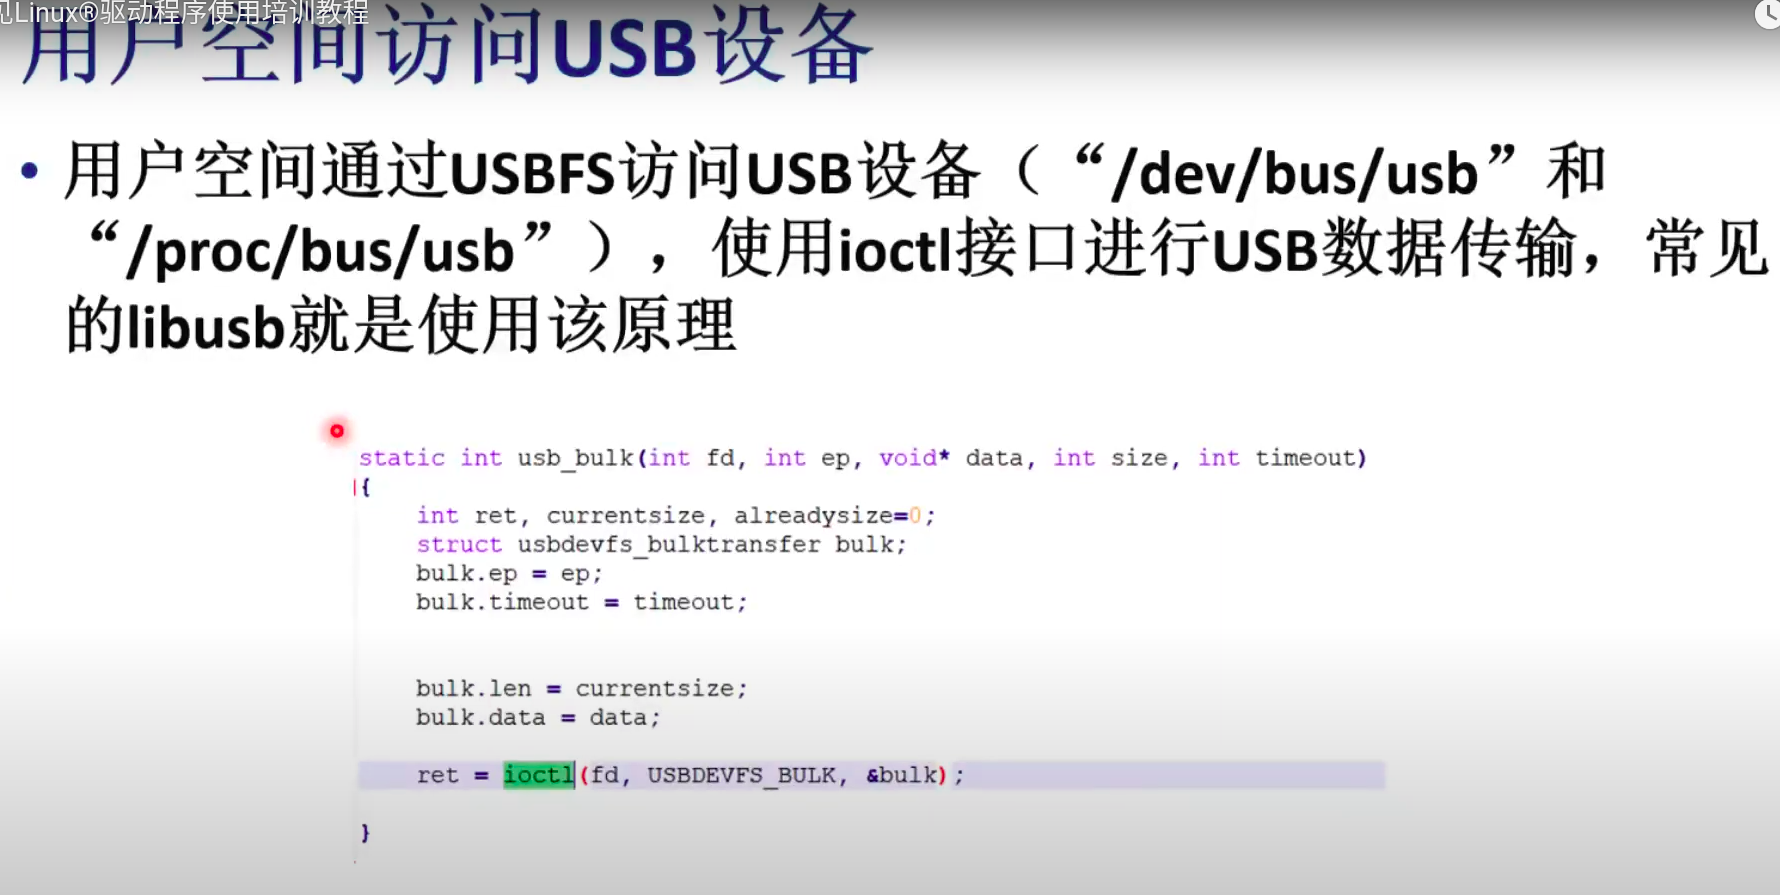 见Linux®驱动程序使用培训教程
用户空间访问USB设备
• 用户空间通过USBFS访问USB设备（“/dev/bus/usb”和
“/proc/bus/usb”），使用ioctl接口进行USB数据传输，常见
的libusb就是使用该原理
static int usb_bulk(int fd, int ep, void* data, int size, int timeout)
{
int ret, currentsize, alreadysize=0;
struct usbdevfs_bulktransfer bulk;
bulk.ep = ep;
bulk.timeout = timeout;
bulk.len = currentsize;
bulk.data = data;
ret = ioctl(fd, USBDEVFS_BULK, &bulk);
}